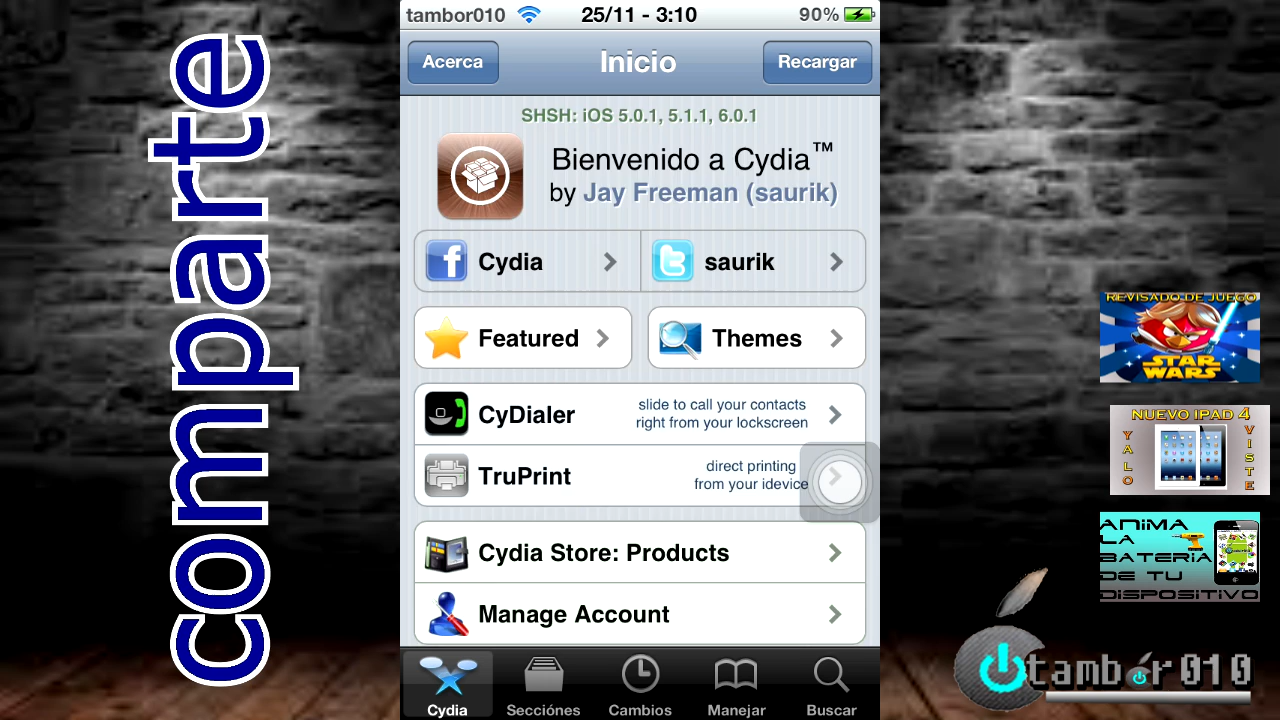 comparte
tambor010
25/11 - 3:10
90%
Acerca
Inicio
Recargar
SHSH: iOS 5.0.1, 5.1.1, 6.0.1
Bienvenido a Cydia™
by Jay Freeman (saurik)
Cydia
saurik
Featured
Themes
CyDialer
slide to call your contacts
right from your lockscreen
TruPrint
direct printing
from your idevice
Cydia Store: Products
Manage Account
Cydia
Secciónes
Cambios
Manejar
Buscar
REVISADO DE JUEGO
STAR
WARS
NUEVO IPAD 4
YALO
VISTE
ANIMA
LA
BATERIA
DE TU
DISPOSITIVO
tambor010